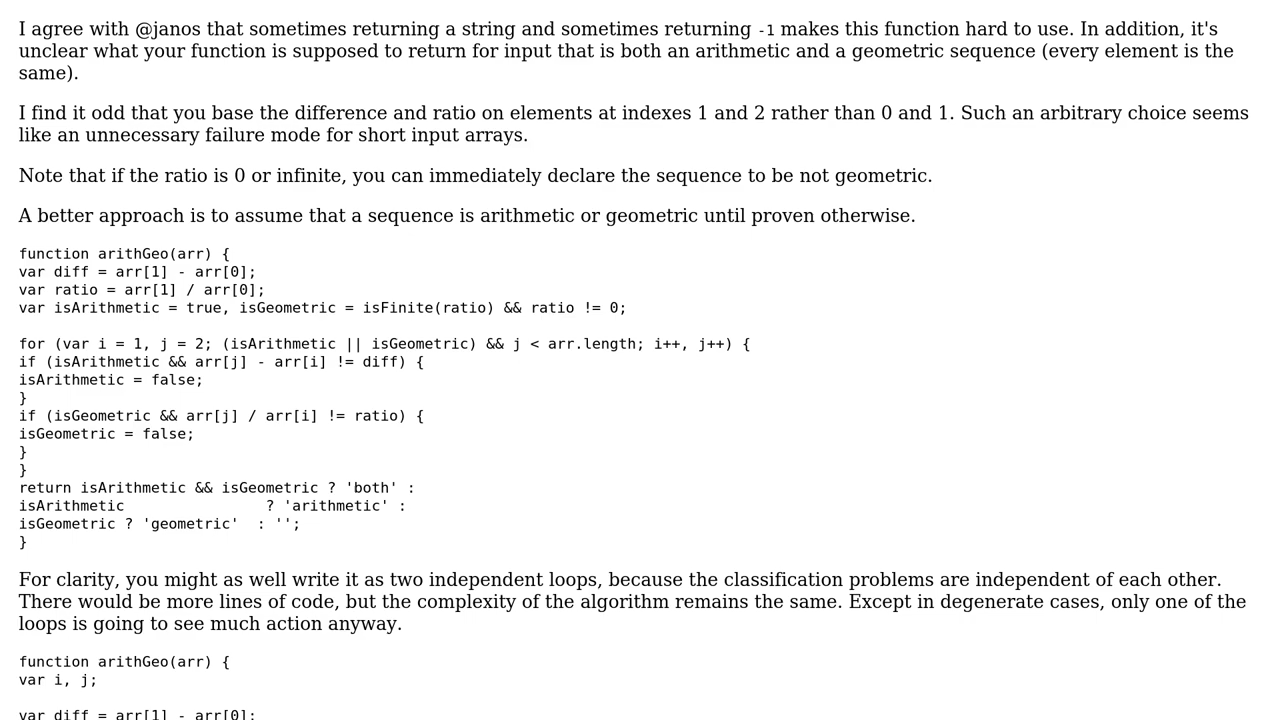 I agree with @janos that sometimes returning a string and sometimes returning -1 makes this function hard to use. In addition, it's
unclear what your function is supposed to return for input that is both an arithmetic and a geometric sequence (every element is the
same).
I find it odd that you base the difference and ratio on elements at indexes 1 and 2 rather than 0 and 1. Such an arbitrary choice seems
like an unnecessary failure mode for short input arrays.
Note that if the ratio is 0 or infinite, you can immediately declare the sequence to be not geometric.
A better approach is to assume that a sequence is arithmetic or geometric until proven otherwise.
function arithGeo(arr) {
var diff = arr[1] - arr[0];
var ratio = arr[1] / arr[0];
var isArithmetic = true, isGeometric = isFinite(ratio) && ratio != 0;
for (var i = 1, j = 2; (isArithmetic || isGeometric) && j < arr.length; i++, j++) {
if (isArithmetic && arr[j] - arr[i] != diff) {
isArithmetic = false;
}
if (isGeometric && arr[j] / arr[i] != ratio) {
isGeometric = false;
}
}
return isArithmetic && isGeometric ? 'both' :
isArithmetic                ? 'arithmetic' :
isGeometric ? 'geometric'  : '';
}
For clarity, you might as well write it as two independent loops, because the classification problems are independent of each other.
There would be more lines of code, but the complexity of the algorithm remains the same. Except in degenerate cases, only one of the
loops is going to see much action anyway.
function arithGeo(arr) {
var i, j;
var diff = arr[1] - arr[0];